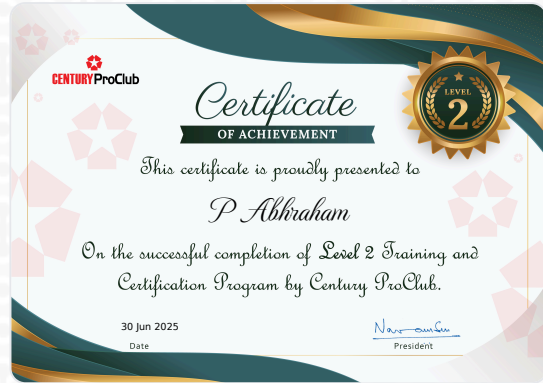 CENTURY ProClub
Certificate
OF ACHIEVEMENT
LEVEL
2
This certificate is proudly presented to
P Abhraham
On the successful completion of Level 2 Training and
Certification Program by Century ProClub.
30 Jun 2025
Date
President